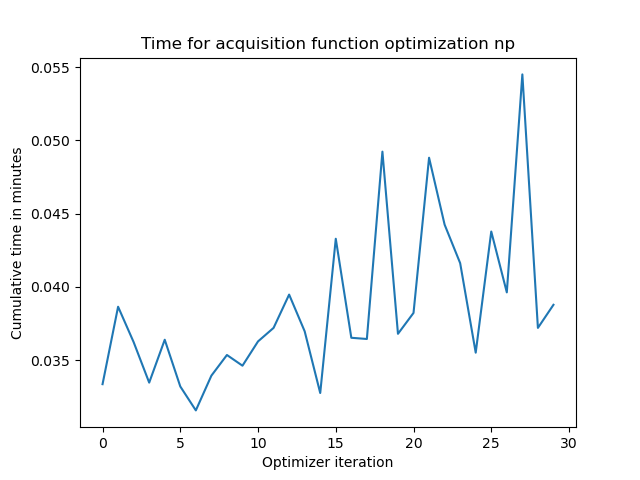 Time for acquisition function optimization np
0.055
0.050
0.045
0.040
0.035
Cumulative time in minutes
0 5 10 15 20 25 30
Optimizer iteration